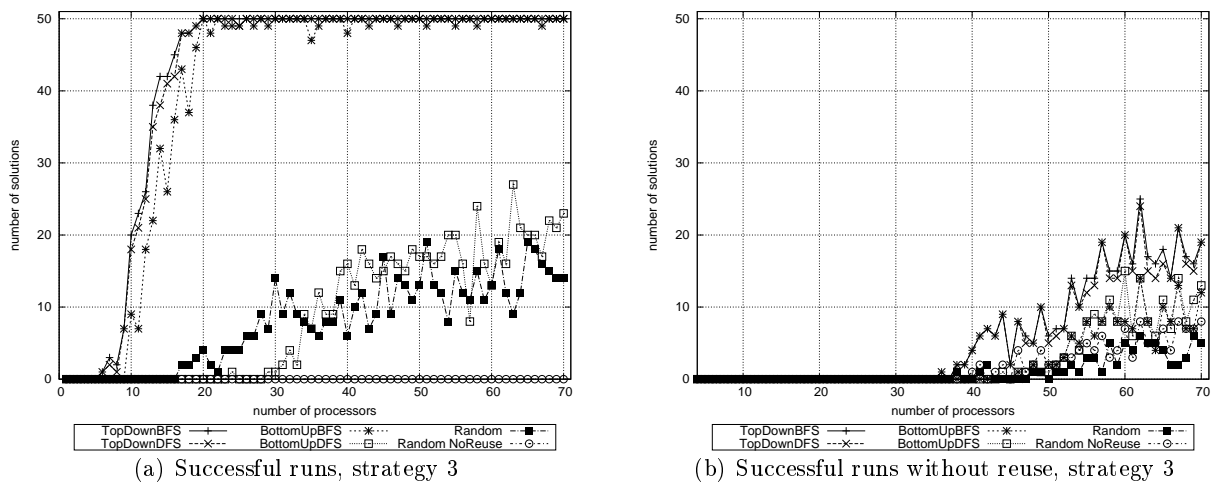 50
40
30
20
10
0
number of solutions
0 10 20 30 40 50 60 70
number of processors
TopDownBFS BottomUpBFS Random
TopDownDFS BottomUpDFS Random NoReuse
(a) Successful runs, strategy 3
50
40
30
20
10
0
number of solutions
10 20 30 40 50 60 70
number of processors
TopDownBFS BottomUpBFS Random
TopDownDFS BottomUpDFS Random NoReuse
(b) Successful runs without reuse, strategy 3